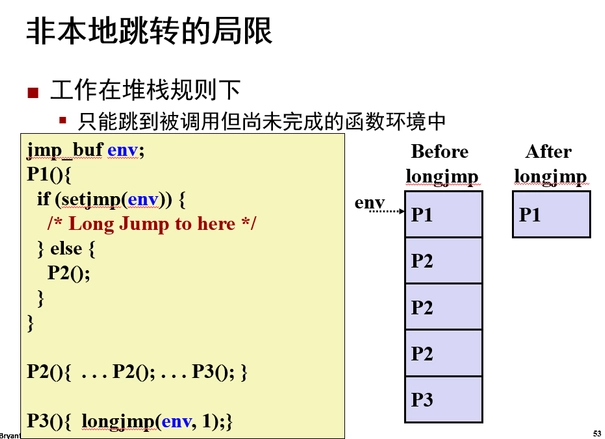 非本地跳转的局限
工作在堆栈规则下
只能跳到被调用但尚未完成的函数环境中
jmp_buf env;
P1(){
if (setjmp(env)) {
/* Long Jump to here */
} else {
P2();
}
}
P2(){ . . . P2(); . . . P3(); }
P3(){ longjmp(env, 1);}
env
Before
longjmp
P1
P2
P2
P2
P3
After
longjmp
P1
Bryant
53